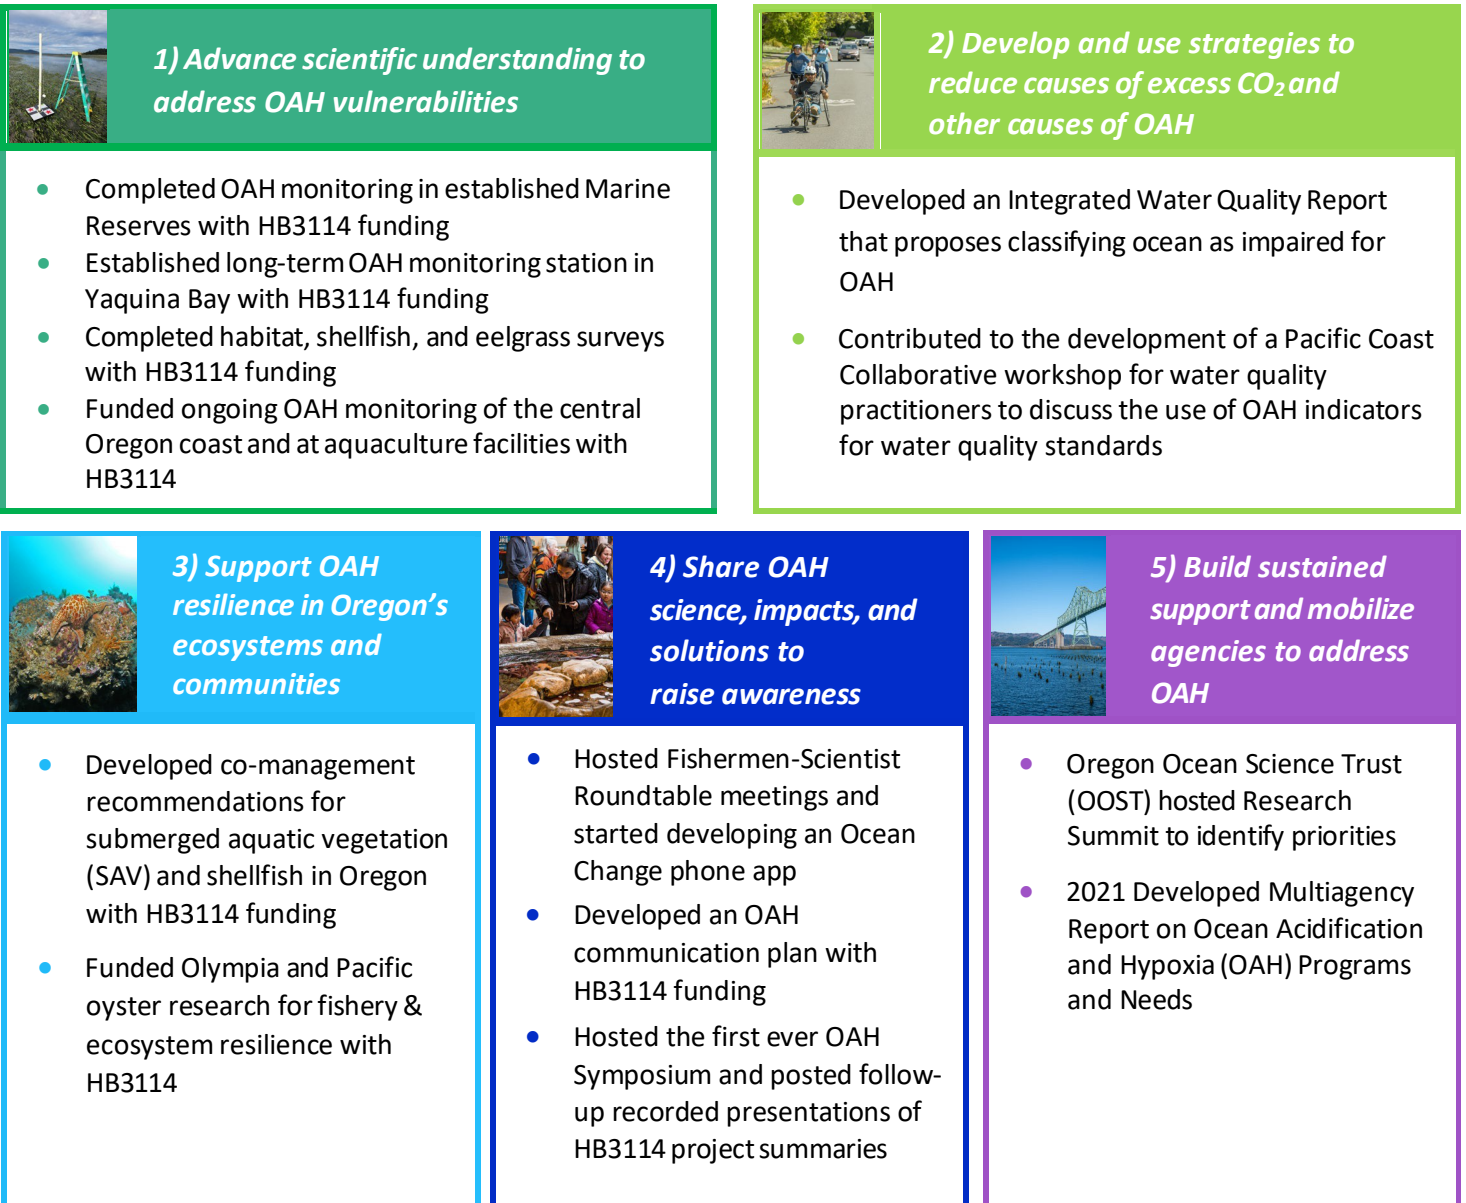 1) Advance scientific understanding to
address OAH vulnerabilities
Completed OAH monitoring in established Marine
Reserves with HB3114 funding
Established long-term OAH monitoring station in
Yaquina Bay with HB3114 funding
Completed habitat, shellfish, and eelgrass surveys
with HB3114 funding
Funded ongoing OAH monitoring of the central
Oregon coast and at aquaculture facilities with
HB3114
2) Develop and use strategies to
reduce causes of excess CO₂ and
other causes of OAH
Developed an Integrated Water Quality Report
that proposes classifying ocean as impaired for
OAH
Contributed to the development of a Pacific Coast
Collaborative workshop for water quality
practitioners to discuss the use of OAH indicators
for water quality standards
3) Support OAH
resilience in Oregon’s
ecosystems and
communities
Developed co-management
recommendations for
submerged aquatic vegetation
(SAV) and shellfish in Oregon
with HB3114 funding
Funded Olympia and Pacific
oyster research for fishery &
ecosystem resilience with
HB3114
4) Share OAH
science, impacts, and
solutions to
raise awareness
Hosted Fishermen-Scientist
Roundtable meetings and
started developing an Ocean
Change phone app
Developed an OAH
communication plan with
HB3114 funding
Hosted the first ever OAH
Symposium and posted follow-
up recorded presentations of
HB3114 project summaries
5) Build sustained
support and mobilize
agencies to address
OAH
Oregon Ocean Science Trust
(OOST) hosted Research
Summit to identify priorities
2021 Developed Multiagency
Report on Ocean Acidification
and Hypoxia (OAH) Programs
and Needs